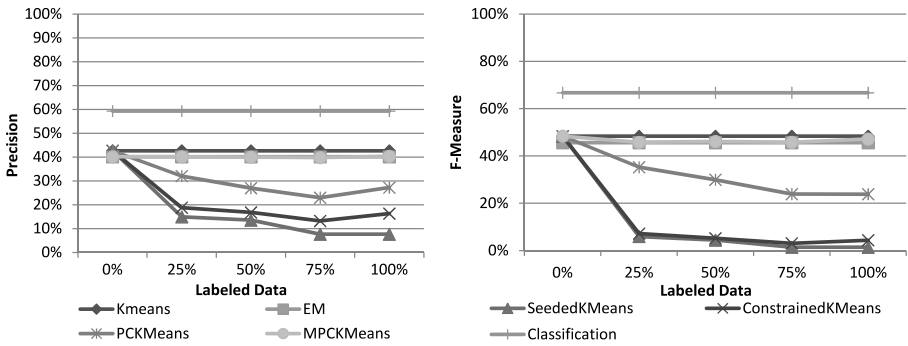 100%
90%
80%
70%
60%
50%
40%
30%
20%
10%
0%
Precision
0% 25% 50% 75% 100%
Labeled Data
Kmeans EM
PCKMeans MPCKMeans
100%
80%
60%
40%
20%
0%
F-Measure
0% 25% 50% 75% 100%
Labeled Data
SeededKMeans ConstrainedKMeans
Classification